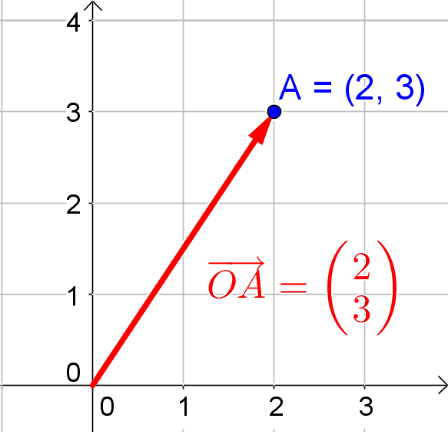 4
A = (2, 3)
3
2
OA = (2
3)
1
0
0 1 2 3